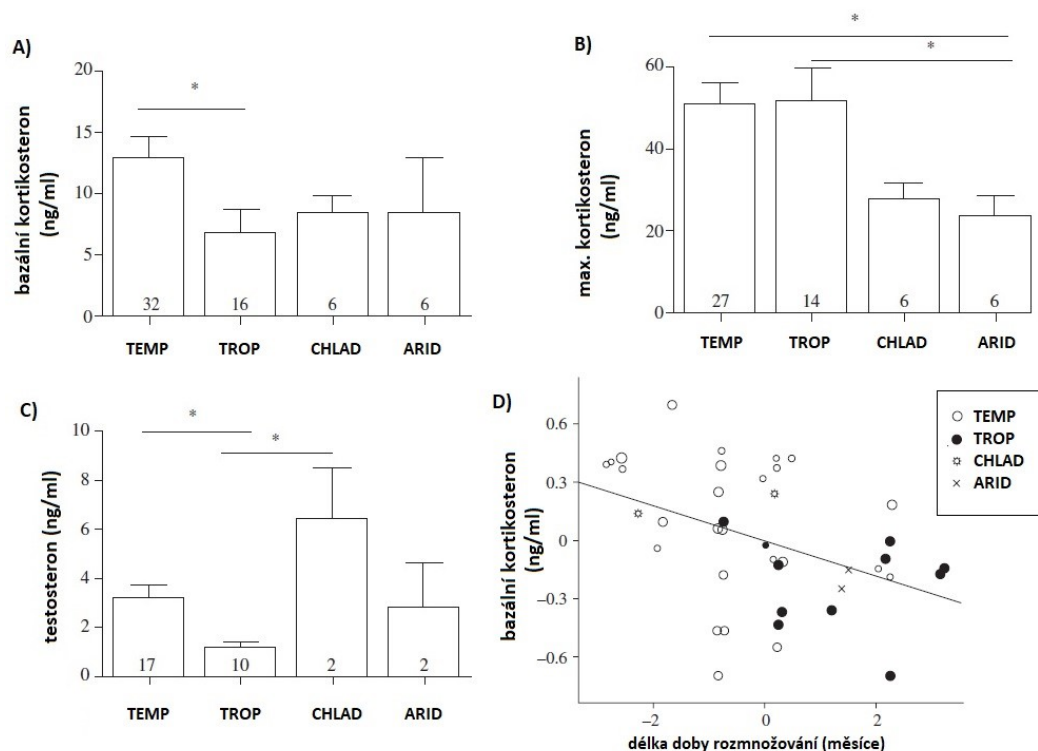 A)
bazální kortikosteron
(ng/ml)
20
15
10
5
0
*
32
16
6
6
TEMP
TROP
CHLAD
ARID
B)
max. kortikosteron
(ng/ml)
60
40
20
0
*
*
27
14
6
6
TEMP
TROP
CHLAD
ARID
C)
testosteron (ng/ml)
10
8
6
4
2
0
*
*
17
10
2
2
TEMP
TROP
CHLAD
ARID
D)
bazální kortikosteron
(ng/ml)
0.6
0.3
0
−0.3
−0.6
−2
0
2
délka doby rozmnožování (měsíce)
TEMP
TROP
CHLAD
ARID